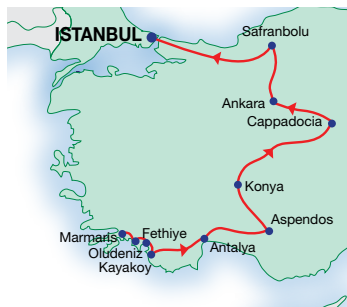 Safranbolu
ISTANBUL
Ankara
Cappadocia
Konya
Aspendos
Fethiye
Marmaris
Antalya
Oludeniz
Kayakoy